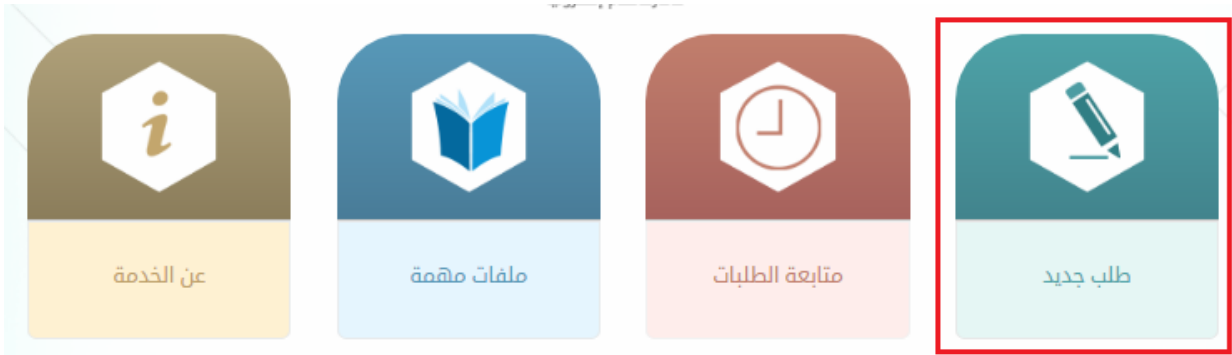 طلب جديد
متابعة الطلبات
ملفات مهمة
عن الخدمة